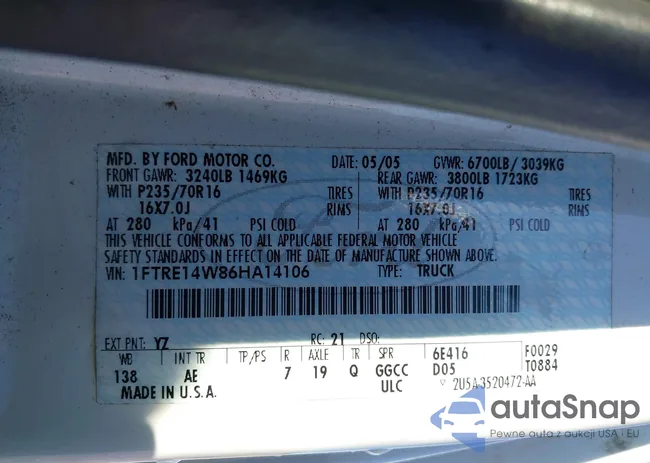 MFD. BY FORD MOTOR CO. DATE: 05/05 GVWR: 6700LB/ 3039KG
FRONT GAWR: 3240LB 1469KG REAR GAWR: 3800LB 1723KG
WITH P235/70R16 TIRES WITH P235/70R16 TIRES
16X7.0J RIMS 16X7.0J RIMS
AT 280 kPa/41 PSI COLD AT 280 kPa/41 PSI COLD
THIS VEHICLE CONFORMS TO ALL APPLICABLE FEDERAL MOTOR VEHICLE
SAFETY STANDARDS IN EFFECT ON THE DATE OF MANUFACTURE SHOWN ABOVE.
VIN: 1FTRE14W86HA14106 TYPE: TRUCK
EXT PNT: YZ RC: 21 DSO:
WB INT TR TP/PS R AXLE TR SPR 6E416 F0029
138 AE 7 19 Q GGCC D05 T0884
ULC 2U5A-3520472-AA
MADE IN U.S.A.
autaSnap
Pewne auta z aukcji USA i EU